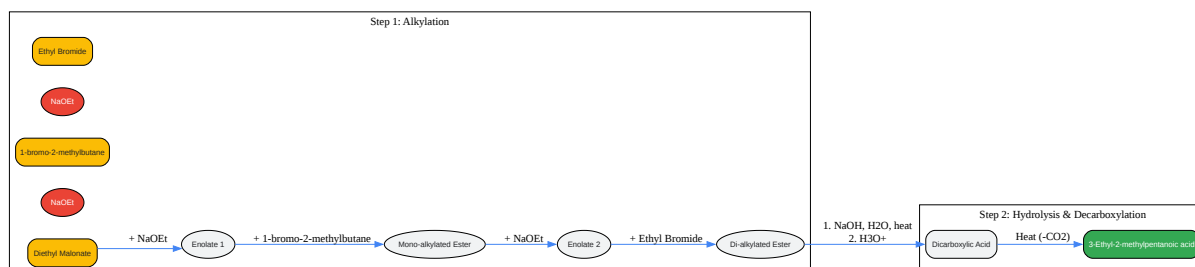 Step 1: Alkylation
Ethyl Bromide
NaOEt
1-bromo-2-methylbutane
NaOEt
Diethyl Malonate
+ NaOEt
Enolate 1
+ 1-bromo-2-methylbutane
Mono-alkylated Ester
+ NaOEt
Enolate 2
+ Ethyl Bromide
Di-alkylated Ester
1. NaOH, H2O, heat
2. H3O+
Step 2: Hydrolysis & Decarboxylation
Dicarboxylic Acid
Heat (-CO2)
3-Ethyl-2-methylpentanoic acid